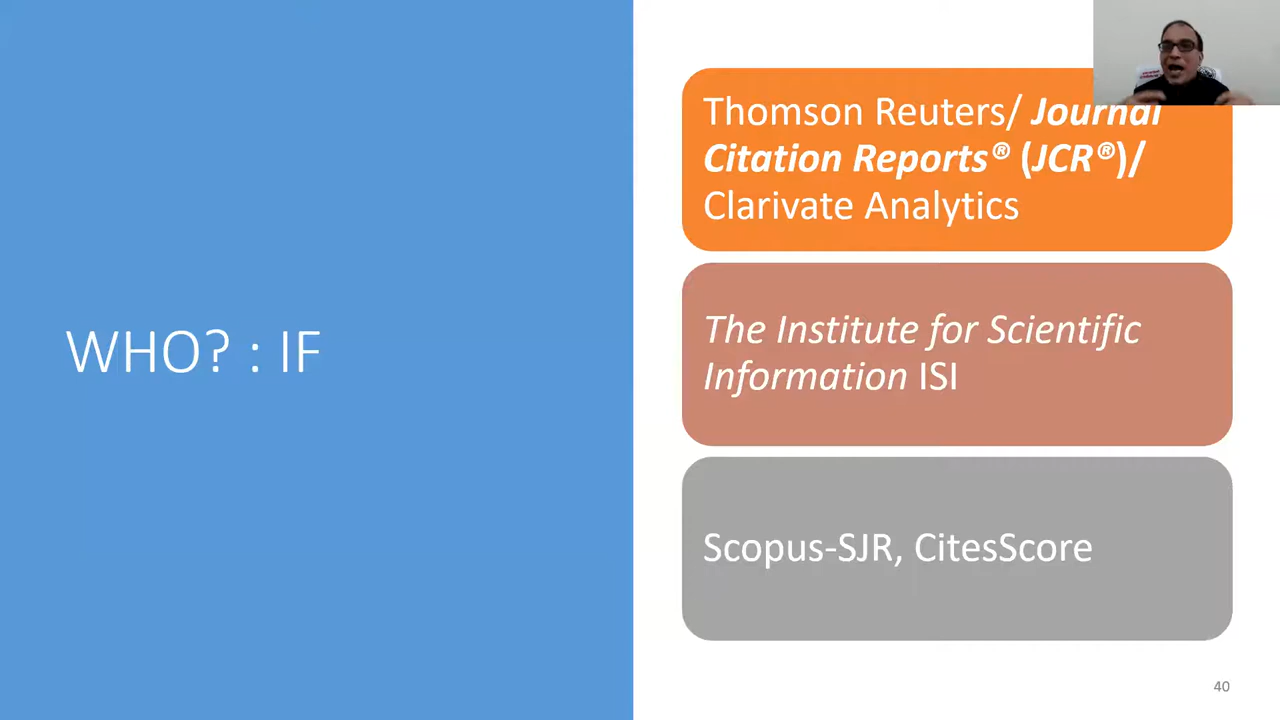 WHO? : IF
Thomson Reuters/ Journal
Citation Reports® (JCR®)/
Clarivate Analytics
The Institute for Scientific
Information ISI
Scopus-SJR, CitesScore
40